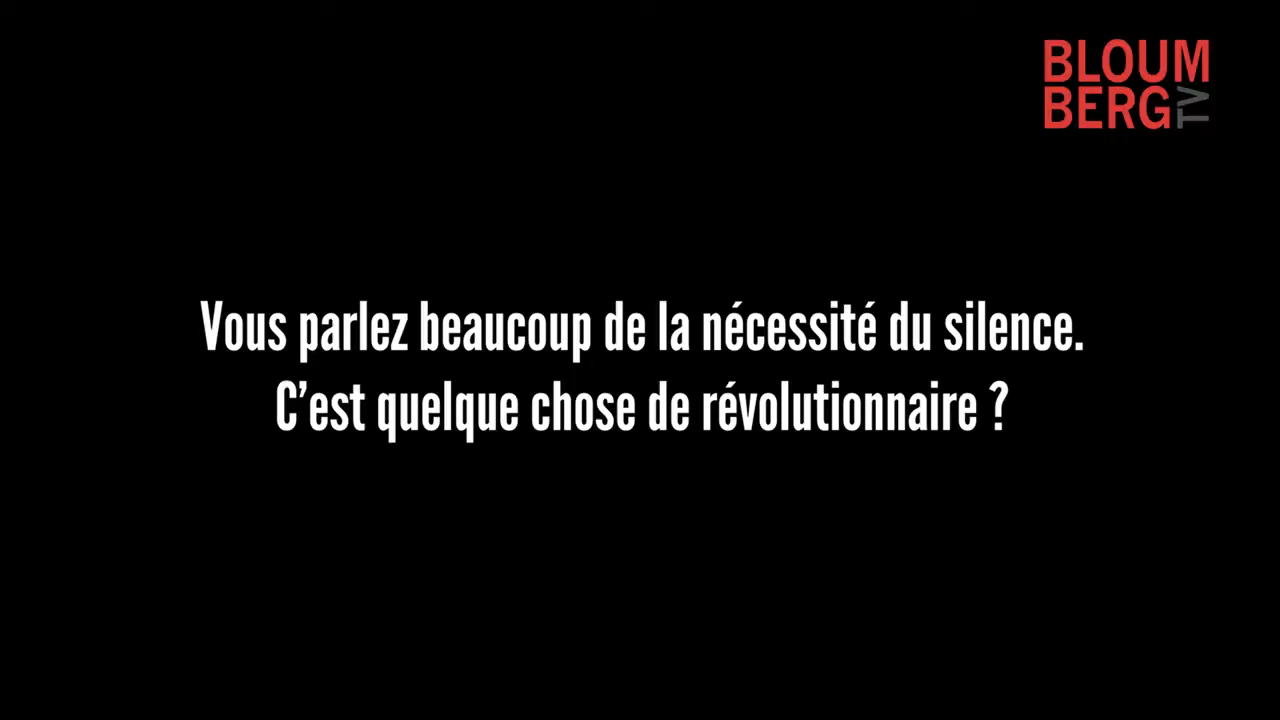 BLOUM
BERG TV
Vous parlez beaucoup de la nécessité du silence.
C’est quelque chose de révolutionnaire ?